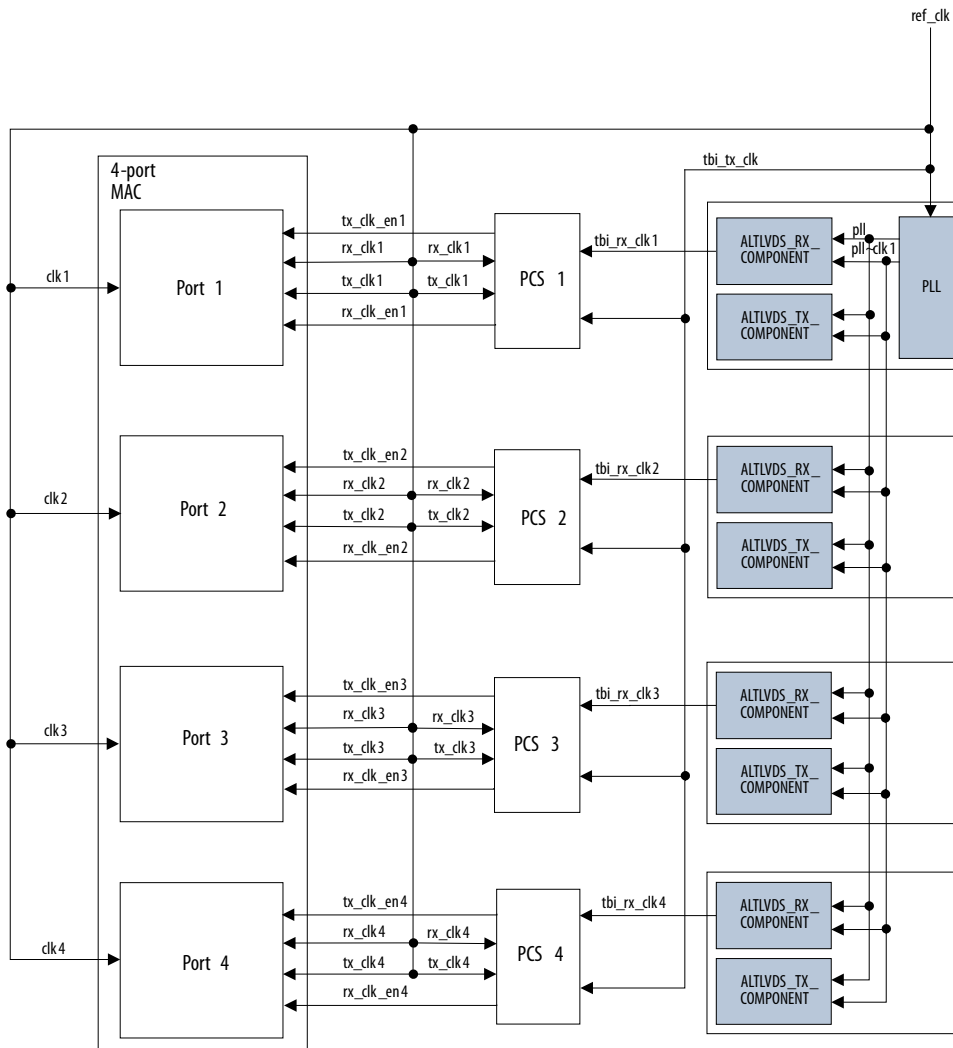 ref_clk
4-port
MAC
tbi_tx_clk
tx_clk_en1
rx_clk1
rx_clk1
clk1
Port 1
tx_clk1
tx_clk1
rx_clk_en1
PCS 1
tbi_rx_clk1
ALTLVDS_RX_
COMPONENT
pll
pll~clk1
PLL
ALTLVDS_TX_
COMPONENT
tx_clk_en2
rx_clk2
rx_clk2
clk2
Port 2
tx_clk2
tx_clk2
rx_clk_en2
PCS 2
tbi_rx_clk2
ALTLVDS_RX_
COMPONENT
ALTLVDS_TX_
COMPONENT
tx_clk_en3
rx_clk3
rx_clk3
clk3
Port 3
tx_clk3
tx_clk3
rx_clk_en3
PCS 3
tbi_rx_clk3
ALTLVDS_RX_
COMPONENT
ALTLVDS_TX_
COMPONENT
tx_clk_en4
rx_clk4
rx_clk4
clk4
Port 4
tx_clk4
tx_clk4
rx_clk_en4
PCS 4
tbi_rx_clk4
ALTLVDS_RX_
COMPONENT
ALTLVDS_TX_
COMPONENT